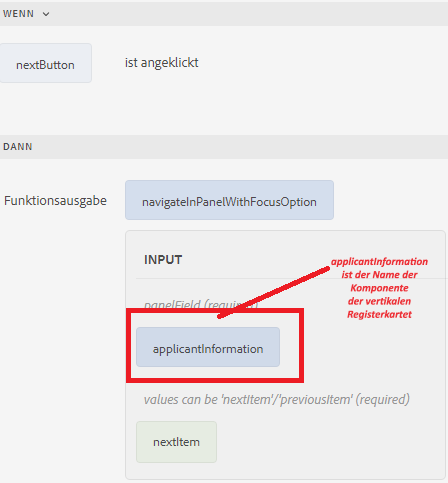 WENN
nextButton ist angeklickt
DANN
Funktionsausgabe navigateInPanelWithFocusOption
INPUT
applicantInformation
ist der Name der
Komponente
der vertikalen
Registerkartet
panelField (required)
applicantInformation
values can be 'nextItem'/'previousItem' (required)
nextItem